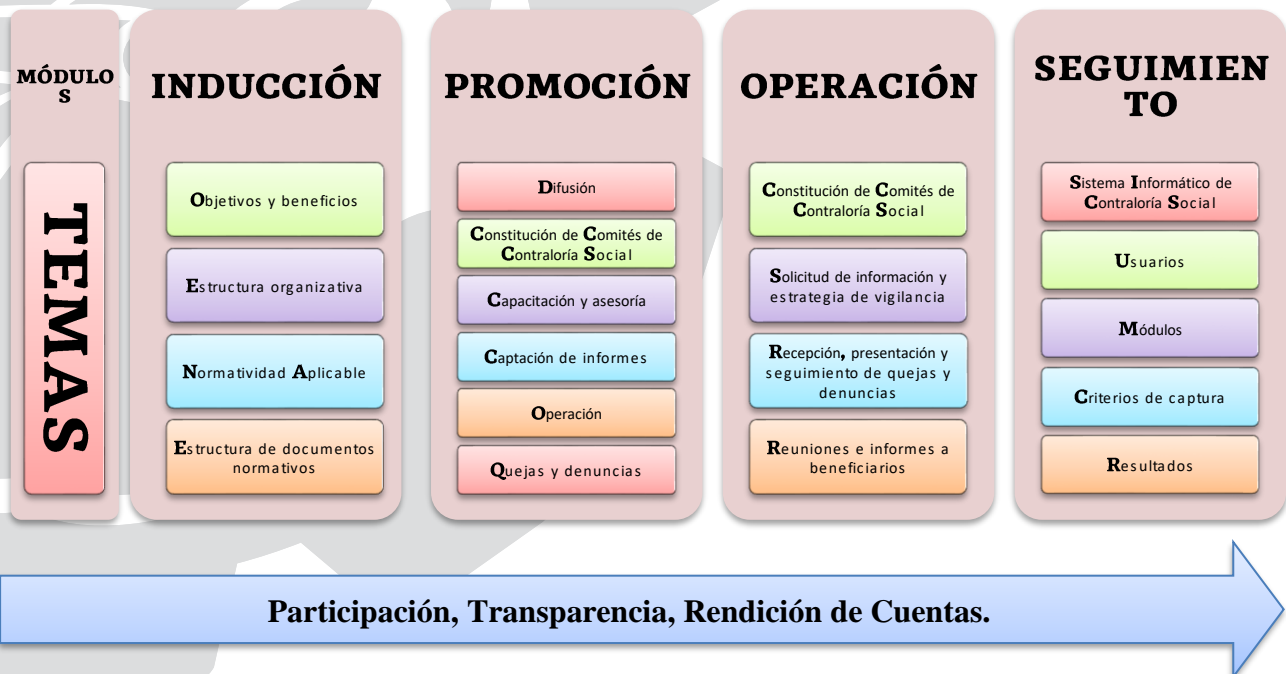 MÓDULO
S
TEMAS
INDUCCIÓN
Objetivos y beneficios
Estructura organizativa
Normatividad Aplicable
Estructura de documentos
normativos
PROMOCIÓN
Difusión
Constitución de Comités de
Contraloría Social
Capacitación y asesoría
Captación de informes
Operación
Quejas y denuncias
OPERACIÓN
Constitución de Comités de
Contraloría Social
Solicitud de información y
estrategia de vigilancia
Recepción, presentación y
seguimiento de quejas y
denuncias
Reuniones e informes a
beneficiarios
SEGUIMIEN
TO
Sistema Informático de
Contraloría Social
Usuarios
Módulos
Criterios de captura
Resultados
Participación, Transparencia, Rendición de Cuentas.